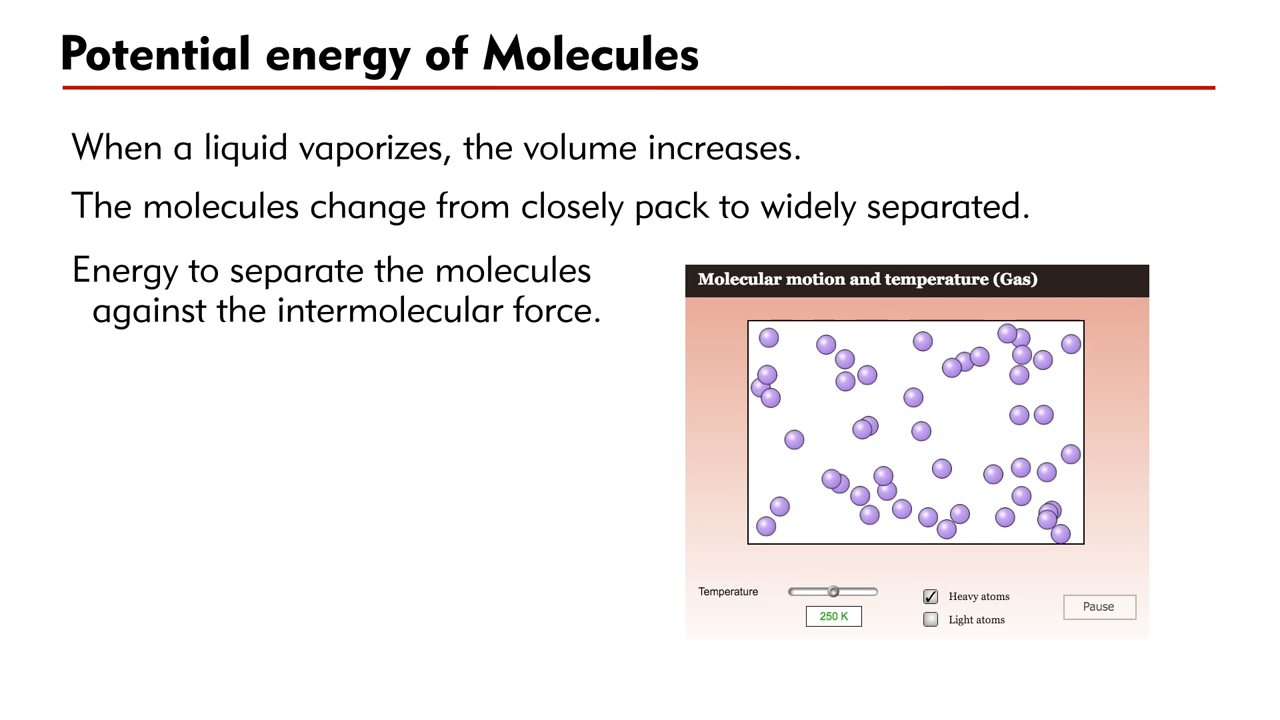 Potential energy of Molecules
When a liquid vaporizes, the volume increases.
The molecules change from closely pack to widely separated.
Energy to separate the molecules
against the intermolecular force.
Molecular motion and temperature (Gas)
Temperature
250 K
Heavy atoms
Light atoms
Pause